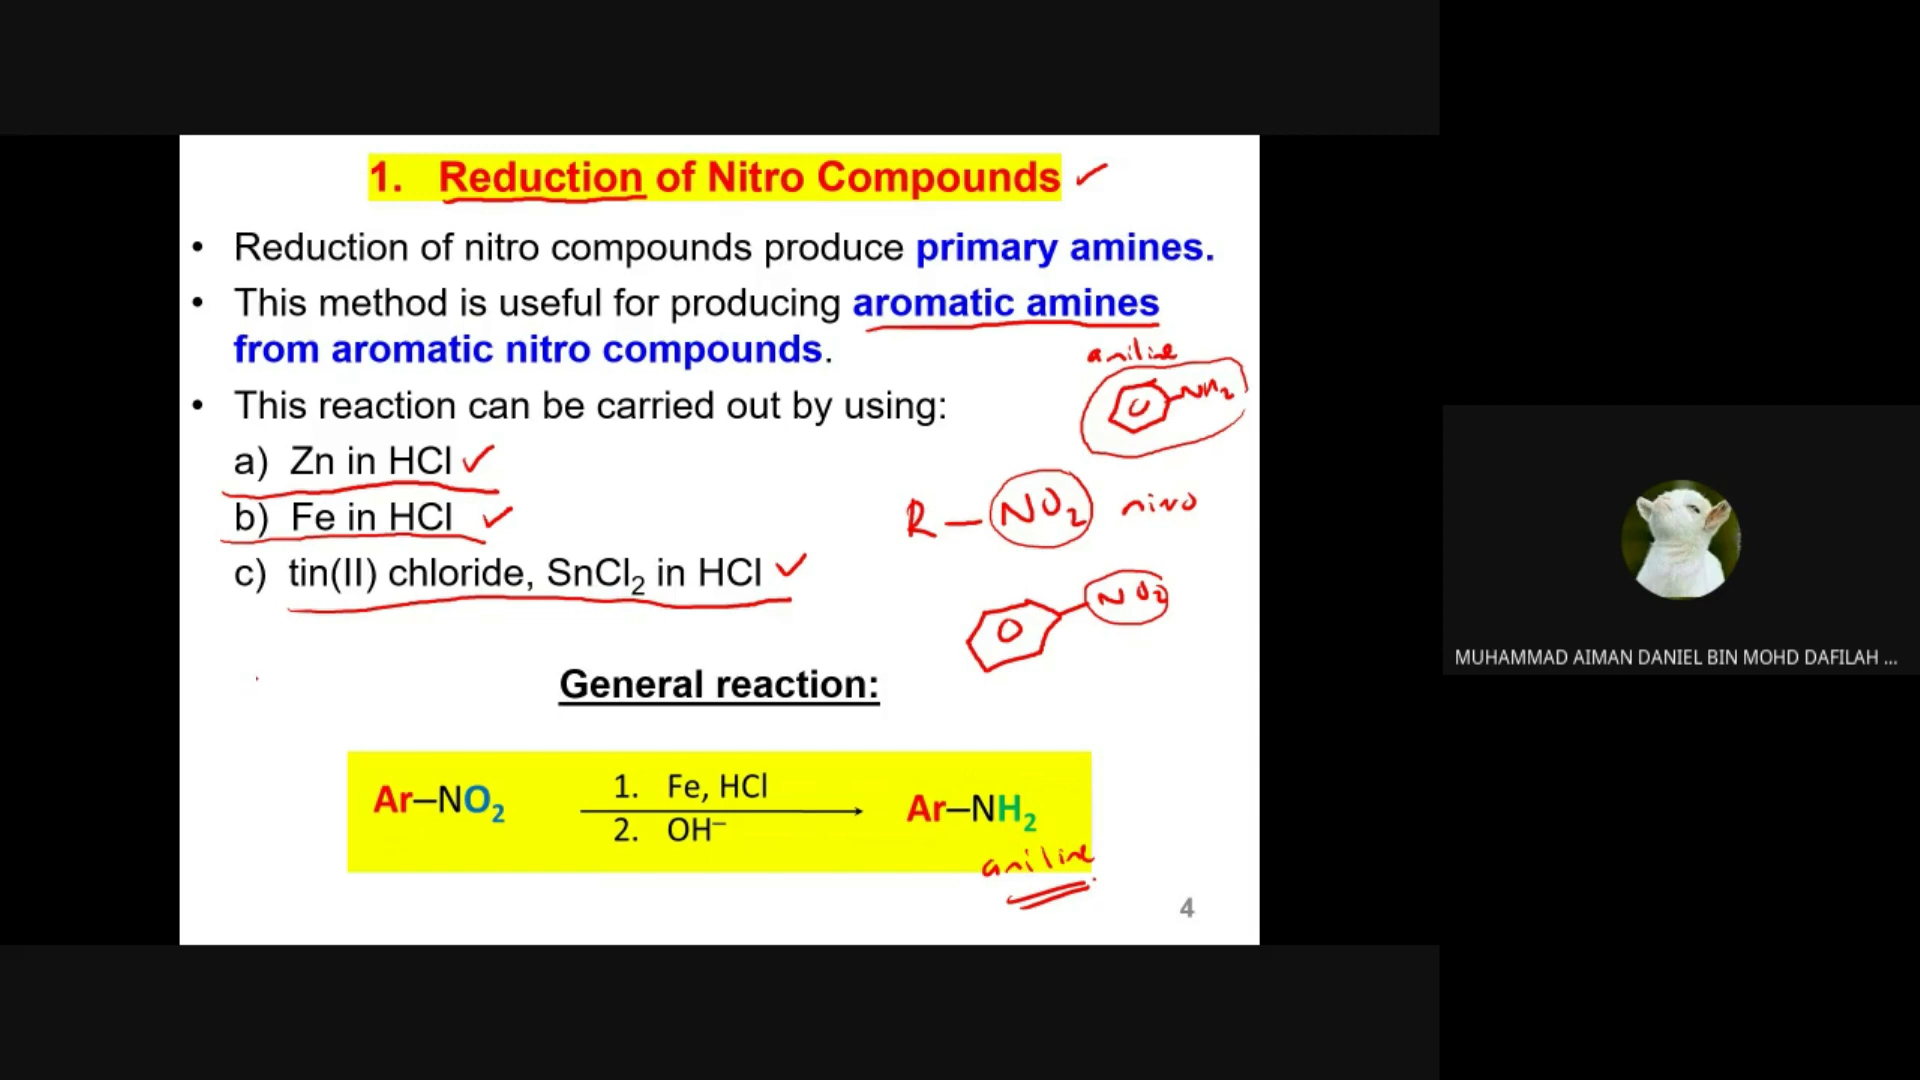 1. Reduction of Nitro Compounds ✓
• Reduction of nitro compounds produce primary amines.
• This method is useful for producing aromatic amines
from aromatic nitro compounds.
aniline
NH₂
• This reaction can be carried out by using:
a) Zn in HCl ✓
R — NO₂ nitro
b) Fe in HCl ✓
c) tin(II) chloride, SnCl₂ in HCl ✓
NO₂
General reaction:
Ar–NO₂
1. Fe, HCl
2. OH⁻
Ar–NH₂
aniline
4
MUHAMMAD AIMAN DANIEL BIN MOHD DAFILAH ...